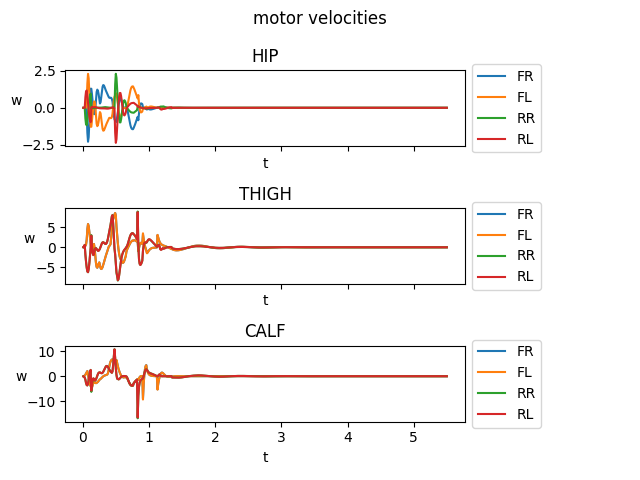 motor velocities
HIP
2.5
0.0
−2.5
w
t
FR
FL
RR
RL
THIGH
5
0
−5
w
t
FR
FL
RR
RL
CALF
10
0
−10
w
0 1 2 3 4 5
t
FR
FL
RR
RL